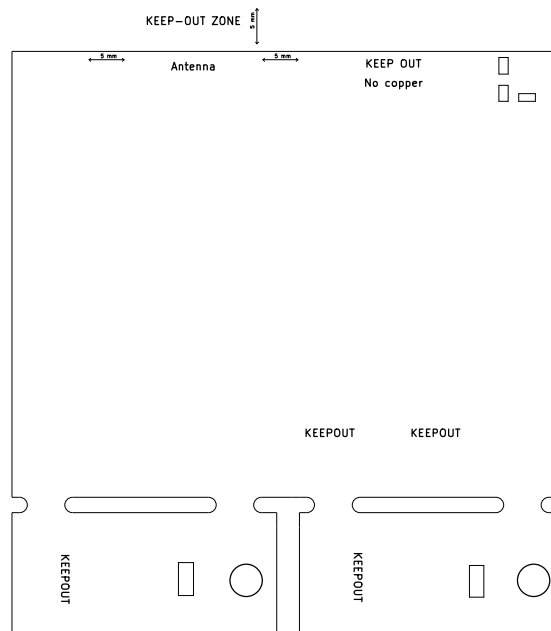 KEEP-OUT ZONE
5 mm
5 mm
Antenna
5 mm
KEEP OUT
No copper
KEEPOUT
KEEPOUT
KEEPOUT
KEEPOUT